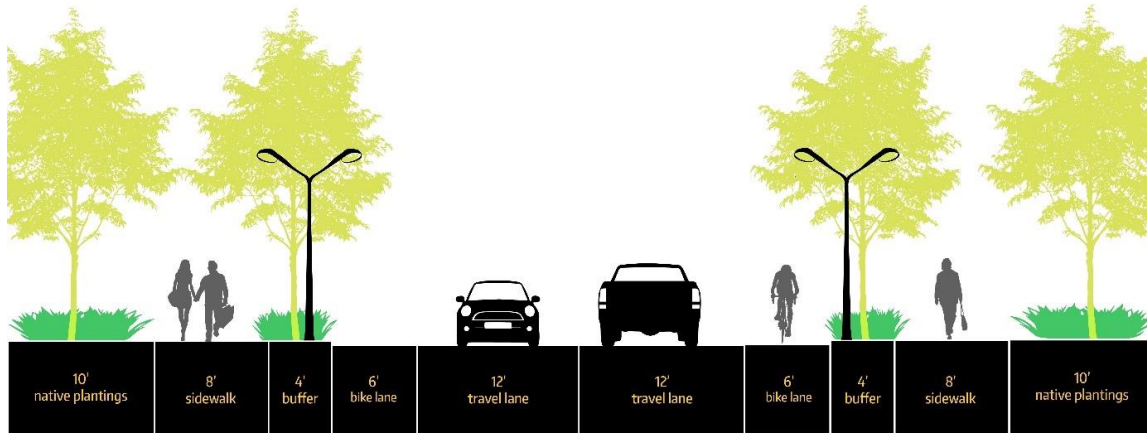 10'
native plantings
8'
sidewalk
4'
buffer
6'
bike lane
12'
travel lane
12'
travel lane
6'
bike lane
4'
buffer
8'
sidewalk
10'
native plantings